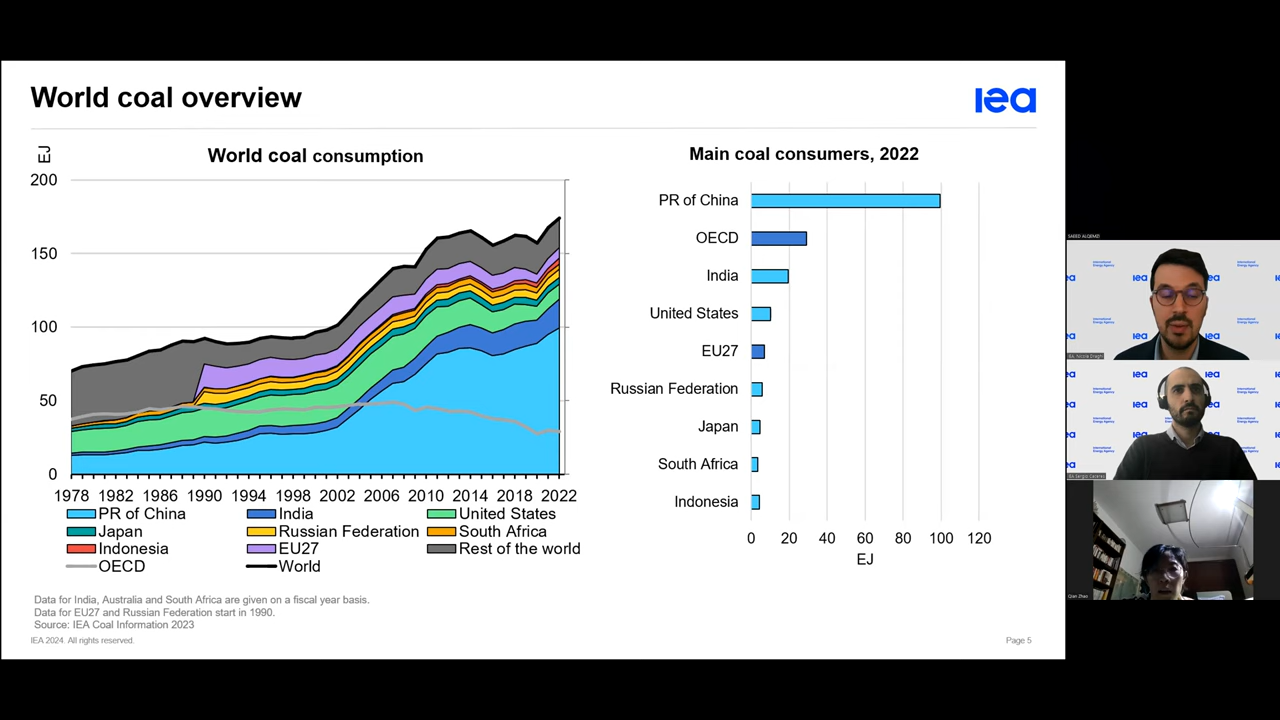 World coal overview
iea
World coal consumption
EJ
200
150
100
50
0
1978 1982 1986 1990 1994 1998 2002 2006 2010 2014 2018 2022
PR of China India United States
Japan Russian Federation South Africa
Indonesia EU27 Rest of the world
OECD World
Main coal consumers, 2022
PR of China
OECD
India
United States
EU27
Russian Federation
Japan
South Africa
Indonesia
0 20 40 60 80 100 120
EJ
Data for India, Australia and South Africa are given on a fiscal year basis.
Data for EU27 and Russian Federation start in 1990.
Source: IEA Coal Information 2023
IEA 2024. All rights reserved.
Page 5
SAEED ALQEMZI
International
Energy Agency
iea
Qian Zhao